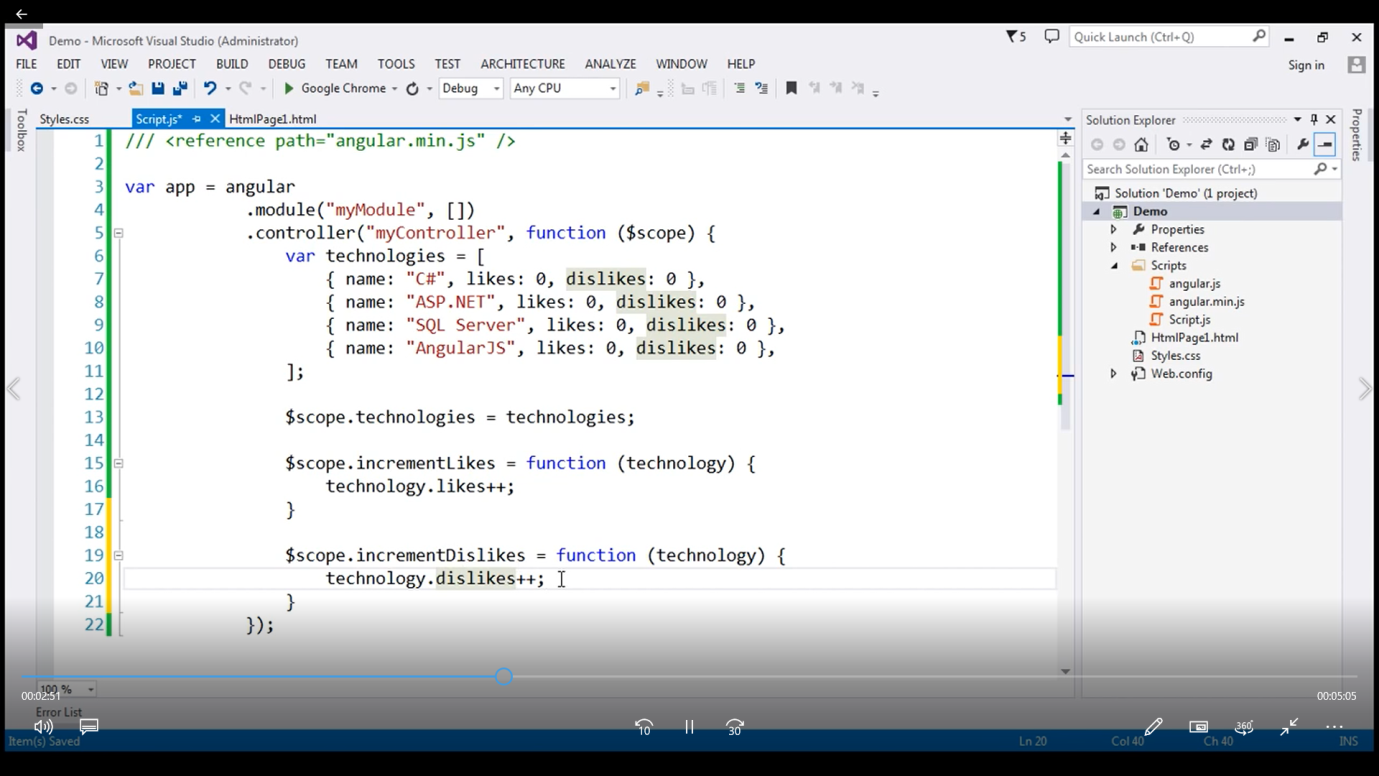 Demo - Microsoft Visual Studio (Administrator)
5
Quick Launch (Ctrl+Q)
FILE EDIT VIEW PROJECT BUILD DEBUG TEAM TOOLS TEST ARCHITECTURE ANALYZE WINDOW HELP
Sign in
Google Chrome Debug Any CPU
Toolbox
Styles.css Script.js* HtmlPage1.html
1 /// <reference path="angular.min.js" />
2
3 var app = angular
4 .module("myModule", [])
5 .controller("myController", function ($scope) {
6 var technologies = [
7 { name: "C#", likes: 0, dislikes: 0 },
8 { name: "ASP.NET", likes: 0, dislikes: 0 },
9 { name: "SQL Server", likes: 0, dislikes: 0 },
10 { name: "AngularJS", likes: 0, dislikes: 0 },
11 ];
12
13 $scope.technologies = technologies;
14
15 $scope.incrementLikes = function (technology) {
16 technology.likes++;
17 }
18
19 $scope.incrementDislikes = function (technology) {
20 technology.dislikes++;
21 }
22 });
Solution Explorer
Search Solution Explorer (Ctrl+;)
Solution 'Demo' (1 project)
Demo
Properties
References
Scripts
angular.js
angular.min.js
Script.js
HtmlPage1.html
Styles.css
Web.config
Properties
100 %
00:02:51
00:05:05
Error List
10
30
360
Item(s) Saved
Ln 20 Col 40 Ch 40 INS